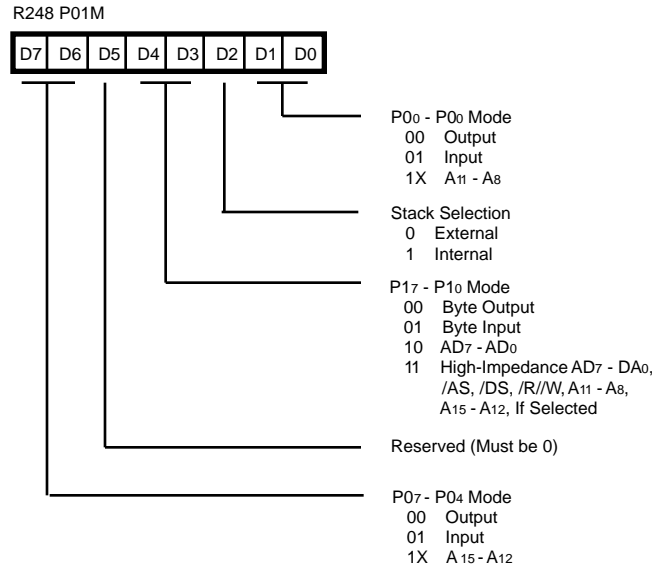 R248 P01M
D7 D6 D5 D4 D3 D2 D1 D0
P00 - P00 Mode
00 Output
01 Input
1X A11 - A8
Stack Selection
0 External
1 Internal
P17 - P10 Mode
00 Byte Output
01 Byte Input
10 AD7 - AD0
11 High-Impedance AD7 - DA0,
/AS, /DS, /R//W, A11 - A8,
A15 - A12, If Selected
Reserved (Must be 0)
P07 - P04 Mode
00 Output
01 Input
1X A15 - A12